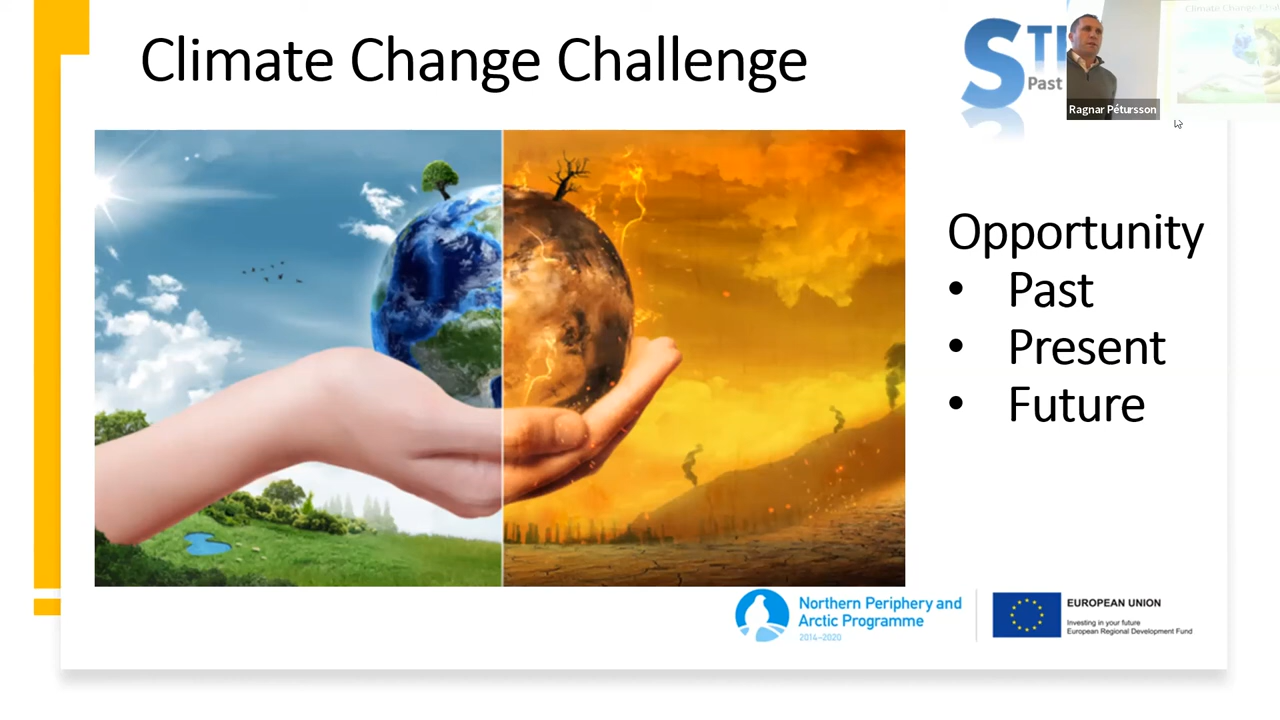 Climate Change Challenge
Past
Ragnar Pétursson
Opportunity
• Past
• Present
• Future
Northern Periphery and
Arctic Programme
2014–2020
EUROPEAN UNION
Investing in your future
European Regional Development Fund